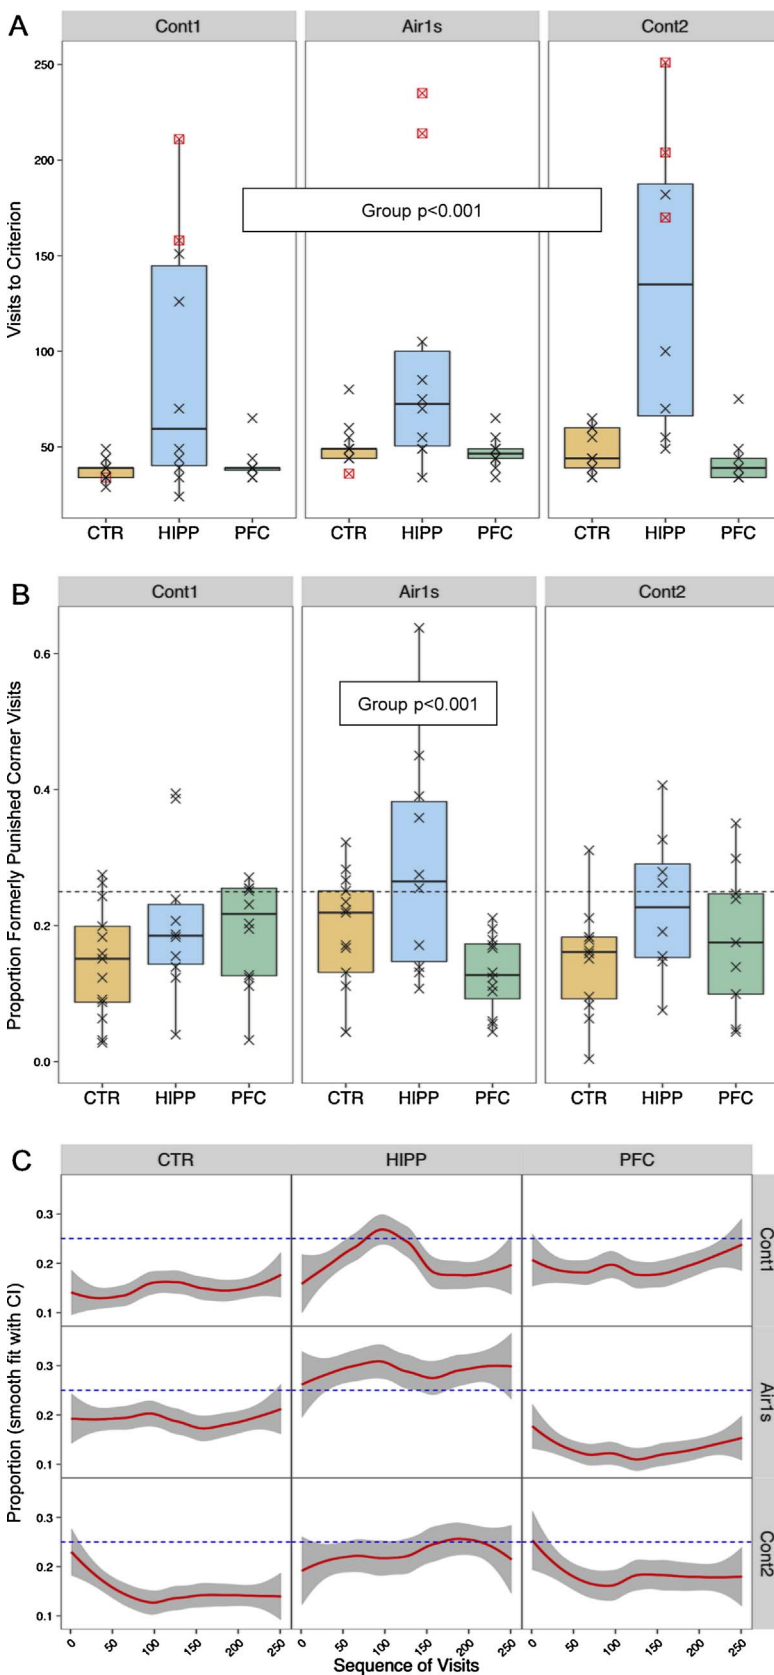 A
Cont1 Air1s Cont2
Visits to Criterion
250
200
150
100
50
Group p<0.001
CTR HIPP PFC CTR HIPP PFC CTR HIPP PFC
B
Cont1 Air1s Cont2
Proportion Formerly Punished Corner Visits
0.6
0.4
0.2
0.0
Group p<0.001
CTR HIPP PFC CTR HIPP PFC CTR HIPP PFC
C
CTR HIPP PFC
Proportion (smooth fit with CI)
0.3
0.2
0.1
Cont1
0.3
0.2
0.1
Air1s
0.3
0.2
0.1
Cont2
0 50 100 150 200 250 0 50 100 150 200 250 0 50 100 150 200 250
Sequence of Visits